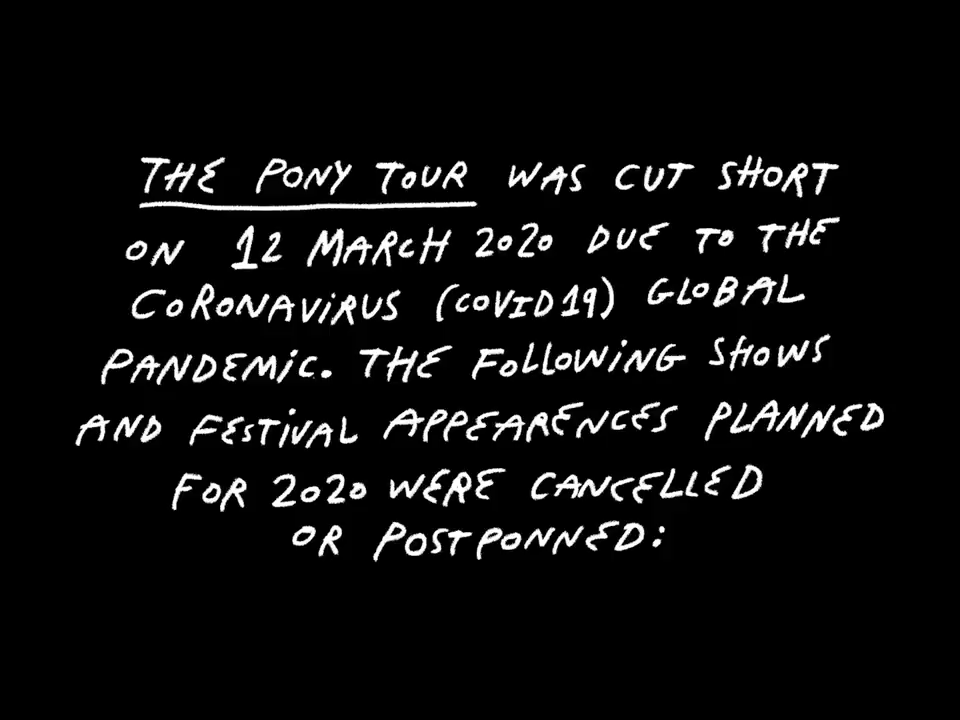 THE PONY TOUR WAS CUT SHORT
ON 12 MARCH 2020 DUE TO THE
CORONAVIRUS (COVID19) GLOBAL
PANDEMIC. THE FOLLOWING SHOWS
AND FESTIVAL APPEARENCES PLANNED
FOR 2020 WERE CANCELLED
OR POSTPONNED: